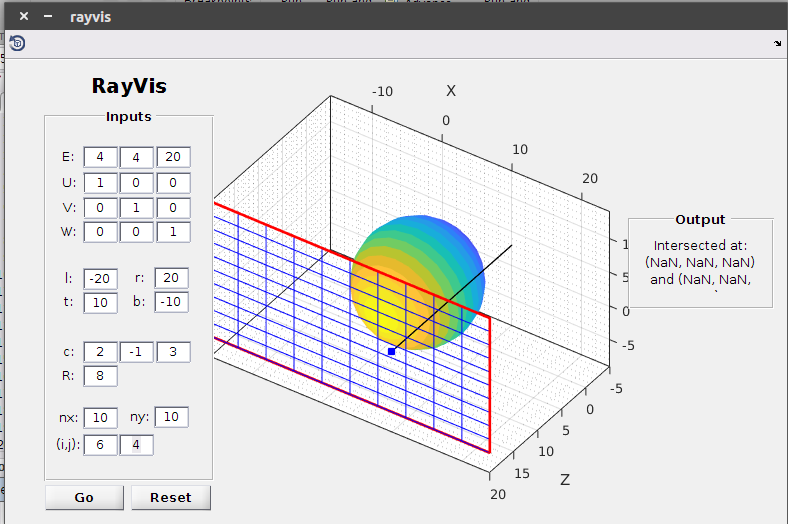 rayvis
RayVis
Inputs
E: 4 4 20
U: 1 0 0
V: 0 1 0
W: 0 0 1
l: -20 r: 20
t: 10 b: -10
c: 2 -1 3
R: 8
nx: 10 ny: 10
(i,j): 6 4
Go Reset
-10 X
0
10
20
5
0
-5
-5
0
5
10
15
20
Z
Output
Intersected at:
(NaN, NaN, NaN)
and (NaN, NaN,